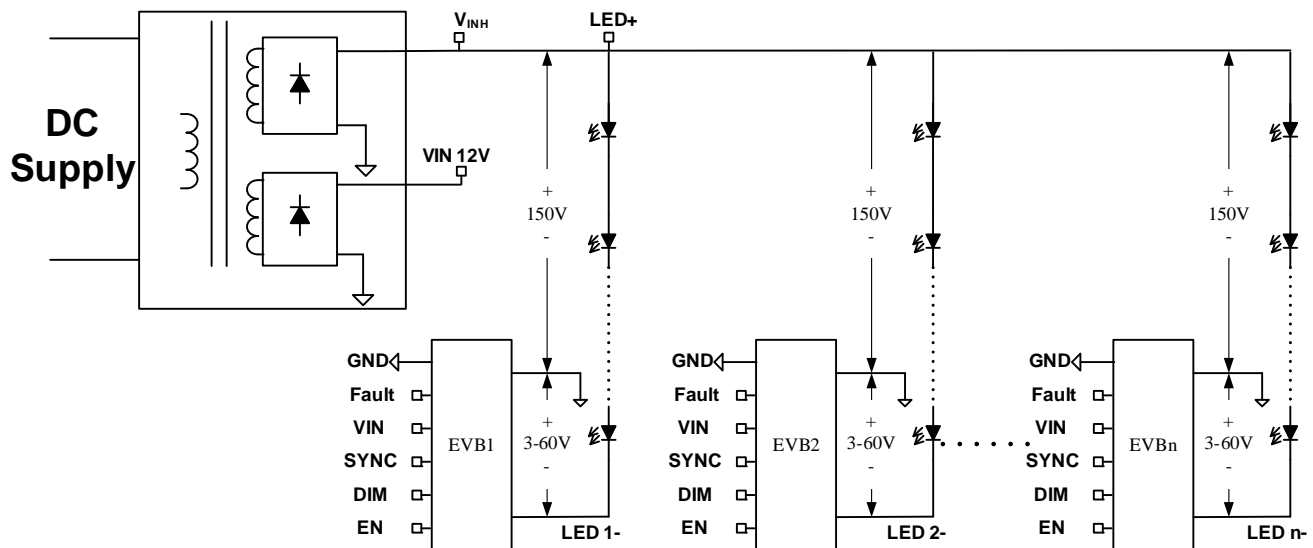 DC
Supply
VINH
LED+
VIN 12V
+
150V
-
+
150V
-
+
150V
-
GND
Fault
VIN
SYNC
DIM
EN
EVB1
+
3-60V
-
LED 1-
GND
Fault
VIN
SYNC
DIM
EN
EVB2
+
3-60V
-
LED 2-
GND
Fault
VIN
SYNC
DIM
EN
EVBn
+
3-60V
-
LED n-